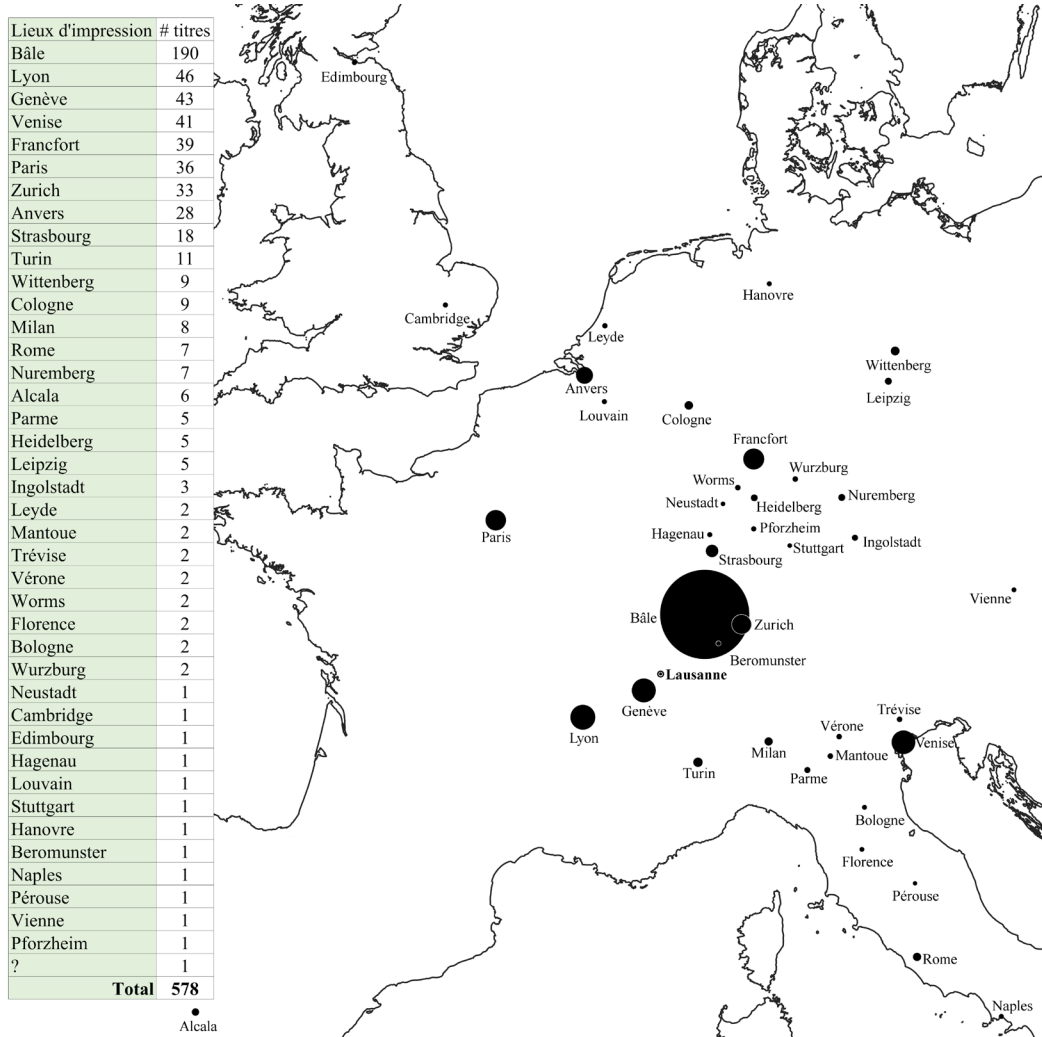 Lieux d'impression # titres
Bâle 190
Lyon 46
Genève 43
Venise 41
Francfort 39
Paris 36
Zurich 33
Anvers 28
Strasbourg 18
Turin 11
Wittenberg 9
Cologne 9
Milan 8
Rome 7
Nuremberg 7
Alcala 6
Parme 5
Heidelberg 5
Leipzig 5
Ingolstadt 3
Leyde 2
Mantoue 2
Trévise 2
Vérone 2
Worms 2
Florence 2
Bologne 2
Wurzburg 2
Neustadt 1
Cambridge 1
Edimbourg 1
Hagenau 1
Louvain 1
Stuttgart 1
Hanovre 1
Beromunster 1
Naples 1
Pérouse 1
Vienne 1
Pforzheim 1
? 1
Total 578
Edimbourg
Hanovre
Cambridge
Leyde
Wittenberg
Anvers
Leipzig
Louvain
Cologne
Francfort
Wurzburg
Worms
Nuremberg
Neustadt
Heidelberg
Pforzheim
Hagenau
Paris
Ingolstadt
Stuttgart
Strasbourg
Vienne
Bâle
Zurich
Beromunster
Lausanne
Genève
Trévise
Vérone
Lyon
Venise
Milan
Mantoue
Turin
Parme
Bologne
Florence
Pérouse
Rome
Naples
Alcala